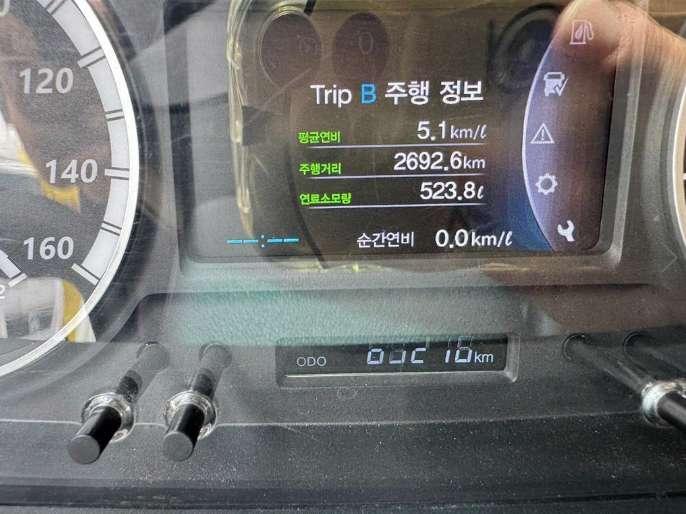 120
140
160
Trip B 주행 정보
평균연비 5.1km/ℓ
주행거리 2692.6km
연료소모량 523.8ℓ
--:-- 순간연비 0.0km/ℓ
ODO km